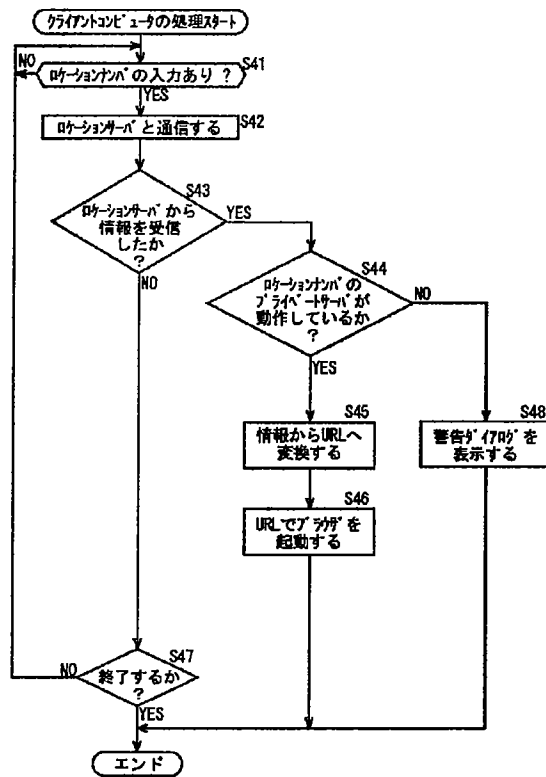 クライアントコンピュータの処理スタート
NO
S41
ロケーションナンバの入力あり ?
YES
S42
ロケーションサーバと通信する
S43
ロケーションサーバから
情報を受信
したか
?
YES
NO
S44
ロケーションナンバの
プライベートサーバが
動作しているか
?
NO
YES
S45
情報からURLへ
変換する
S48
警告ダイアログを
表示する
S46
URLでブラウザを
起動する
S47
NO
終了するか
?
YES
エンド